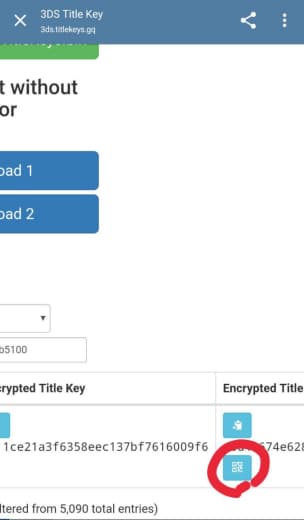 3DS Title Key
3ds.titlekeys.gq
t without
or
oad 1
oad 2
b5100
crypted Title Key
Encrypted Title
1ce21a3f6358eec137bf7616009f6
674e628
ltered from 5,090 total entries)